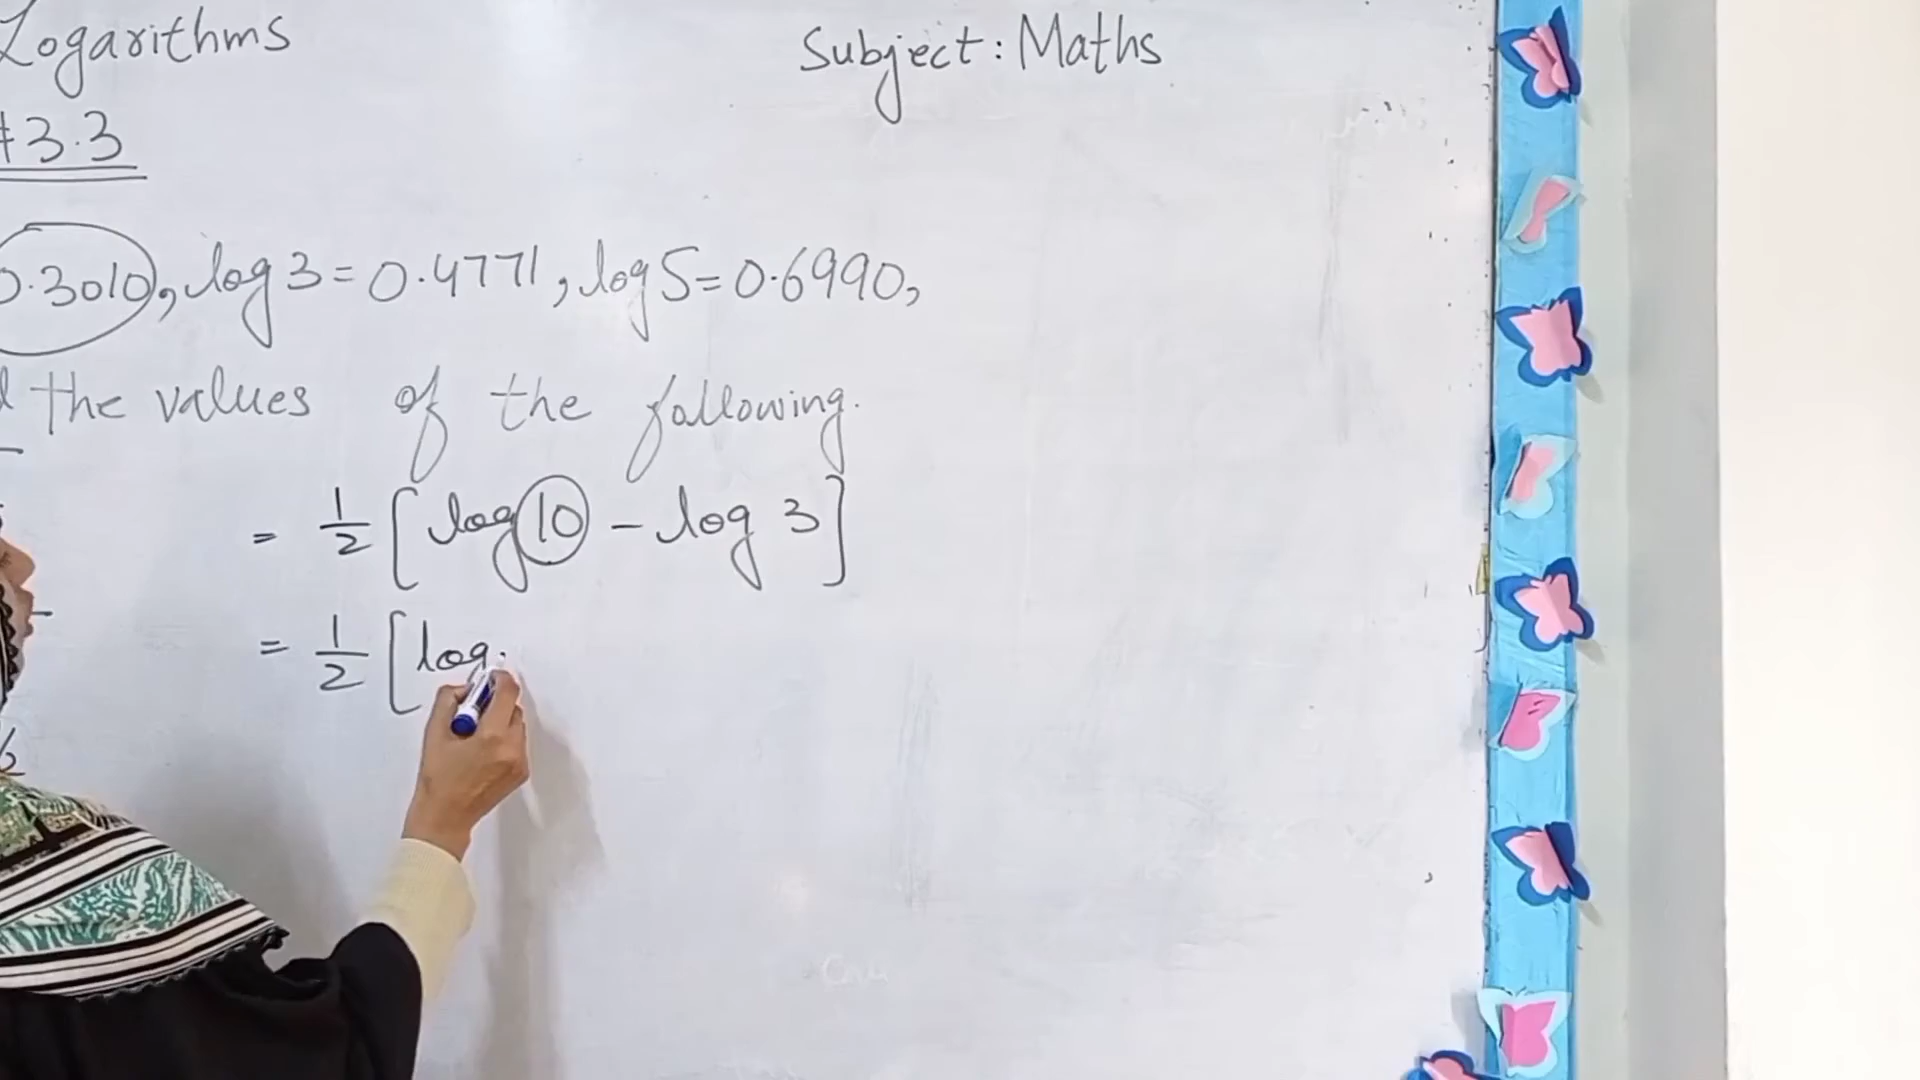 Logarithms Subject: Maths
#3.3
0.3010, log 3 = 0.4771, log 5 = 0.6990,
the values of the following.
= 1/2 [log 10 - log 3]
= 1/2 [log